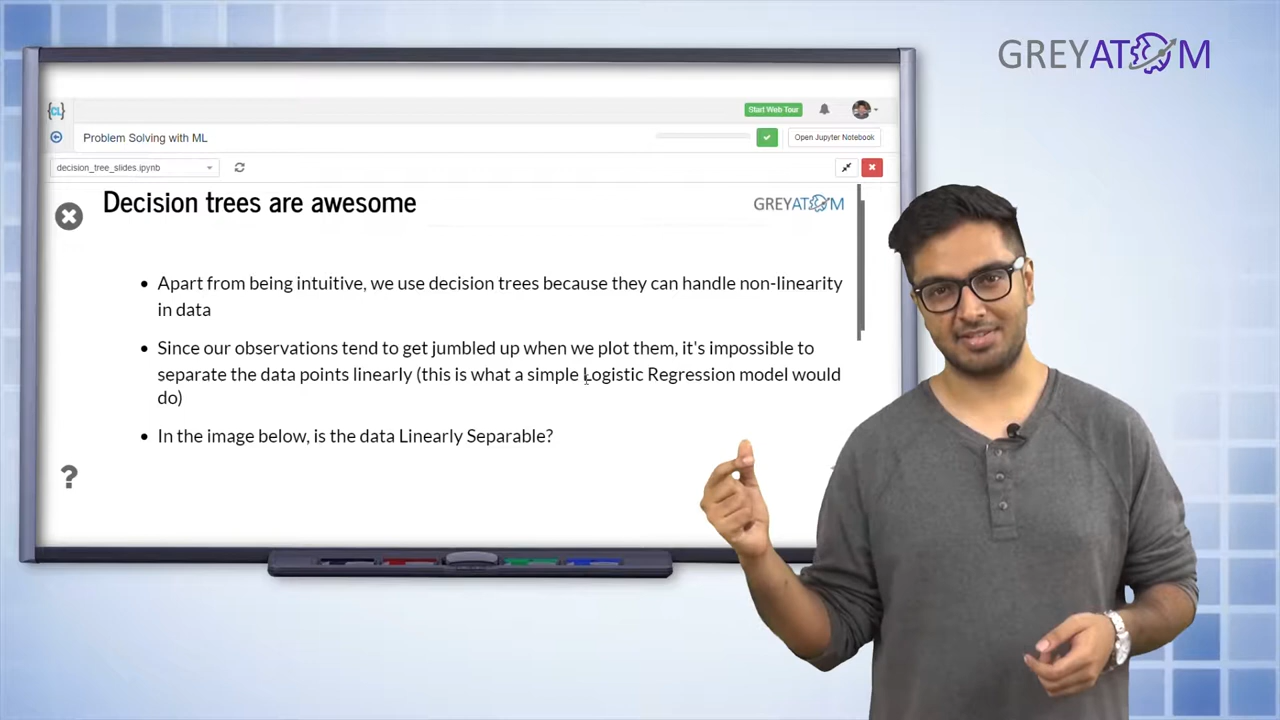 GREYATOM
{CL}
Start Web Tour
Problem Solving with ML
Open Jupyter Notebook
decision_tree_slides.ipynb
Decision trees are awesome
GREYATOM
Apart from being intuitive, we use decision trees because they can handle non-linearity
in data
Since our observations tend to get jumbled up when we plot them, it's impossible to
separate the data points linearly (this is what a simple Logistic Regression model would
do)
In the image below, is the data Linearly Separable?
?